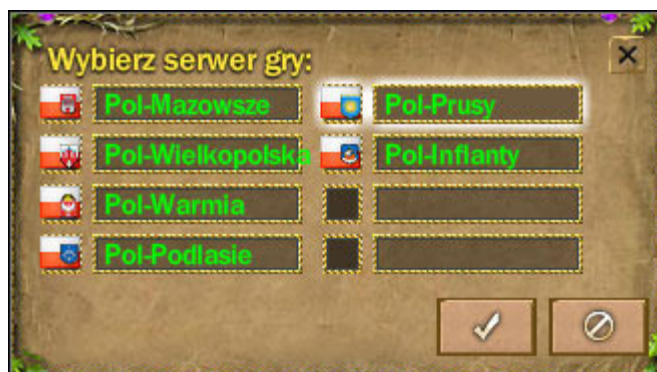 Wybierz serwer gry:
Pol-Mazowsze
Pol-Prusy
Pol-Wielkopolska
Pol-Inflanty
Pol-Warmia
Pol-Podlasie